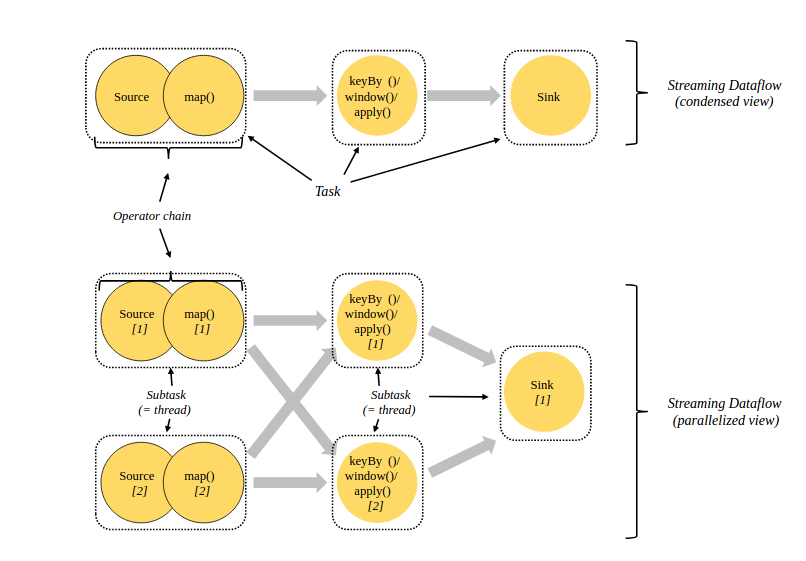 Source
map()
keyBy ()/
window()/
apply()
Sink
Streaming Dataflow
(condensed view)
Task
Operator chain
Source
[1]
map()
[1]
keyBy ()/
window()/
apply()
[1]
Sink
[1]
Subtask
(= thread)
Subtask
(= thread)
Streaming Dataflow
(parallelized view)
Source
[2]
map()
[2]
keyBy ()/
window()/
apply()
[2]